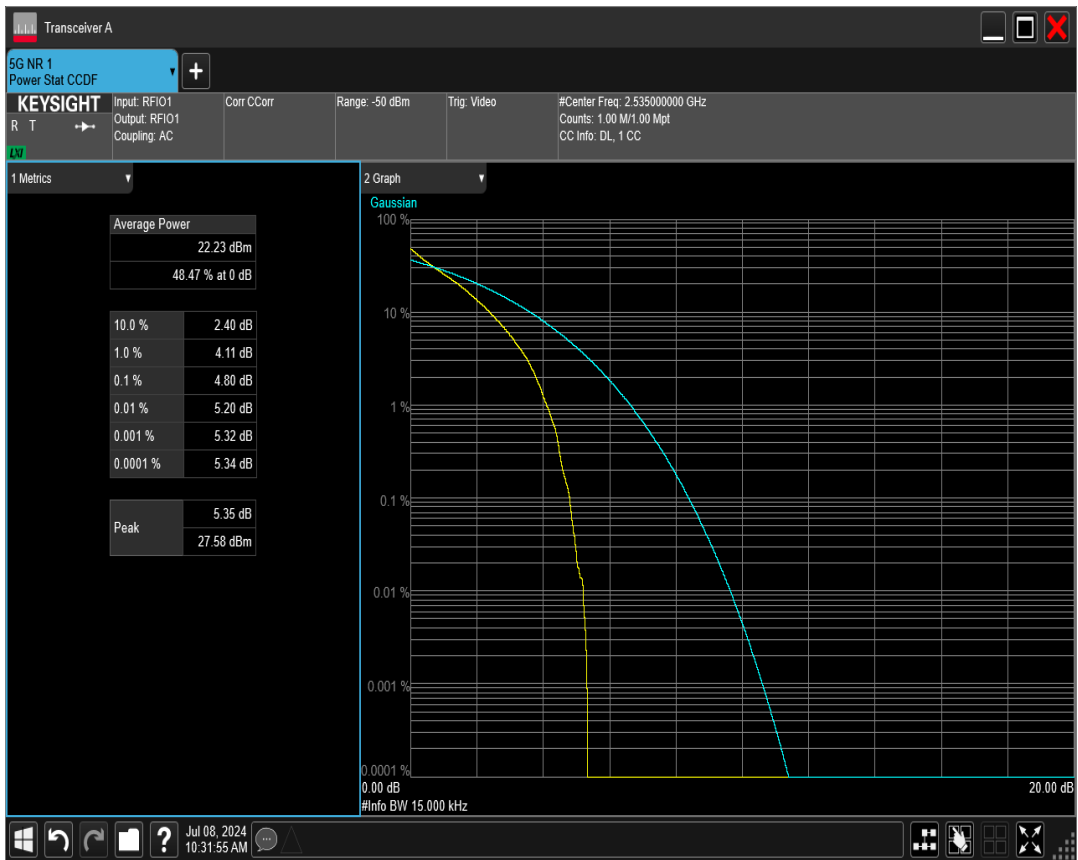 Transceiver A
5G NR 1
Power Stat CCDF
+
KEYSIGHT
R T
LXI
Input: RFIO1
Output: RFIO1
Coupling: AC
Corr CCorr
Range: -50 dBm
Trig: Video
#Center Freq: 2.535000000 GHz
Counts: 1.00 M/1.00 Mpt
CC Info: DL, 1 CC
1 Metrics
Average Power
22.23 dBm
48.47 % at 0 dB
10.0 % 2.40 dB
1.0 % 4.11 dB
0.1 % 4.80 dB
0.01 % 5.20 dB
0.001 % 5.32 dB
0.0001 % 5.34 dB
Peak
5.35 dB
27.58 dBm
2 Graph
Gaussian
100 %
10 %
1 %
0.1 %
0.01 %
0.001 %
0.0001 %
0.00 dB 20.00 dB
#Info BW 15.000 kHz
?
Jul 08, 2024
10:31:55 AM